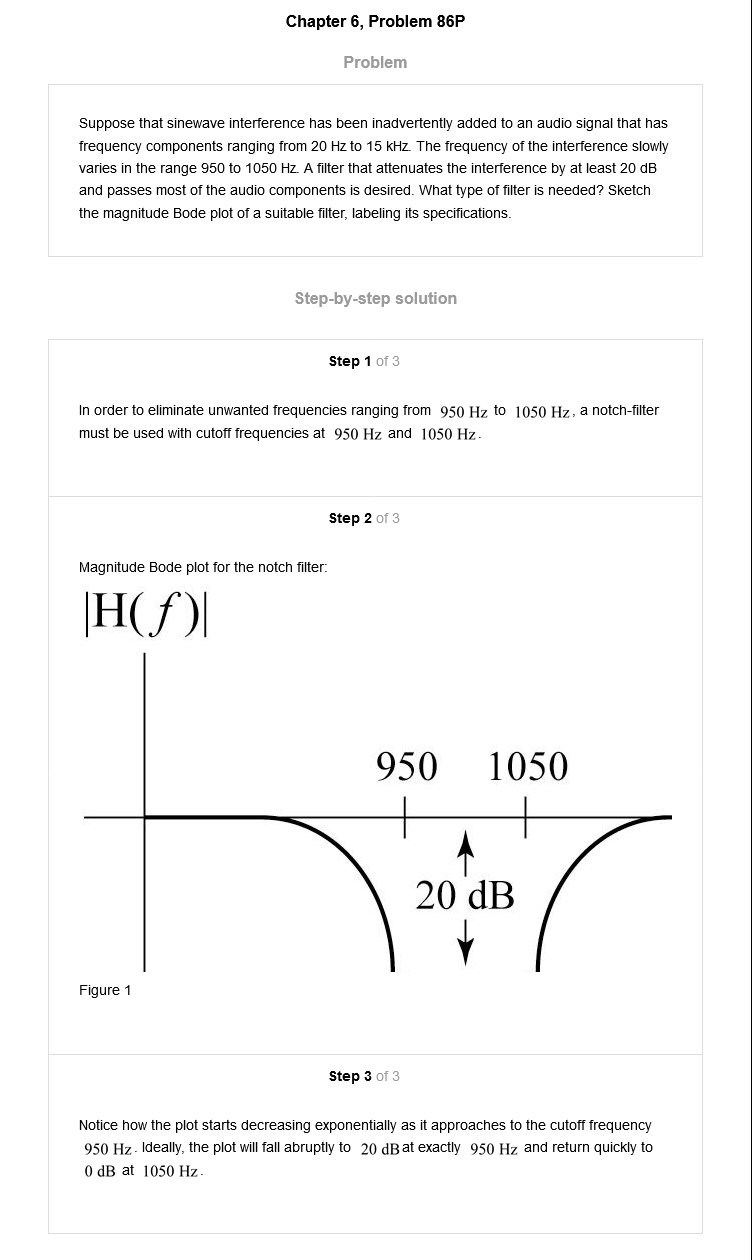 Chapter 6, Problem 86P
Problem
Suppose that sinewave interference has been inadvertently added to an audio signal that has
frequency components ranging from 20 Hz to 15 kHz. The frequency of the interference slowly
varies in the range 950 to 1050 Hz. A filter that attenuates the interference by at least 20 dB
and passes most of the audio components is desired. What type of filter is needed? Sketch
the magnitude Bode plot of a suitable filter, labeling its specifications.
Step-by-step solution
Step 1 of 3
In order to eliminate unwanted frequencies ranging from 950 Hz to 1050 Hz, a notch-filter
must be used with cutoff frequencies at 950 Hz and 1050 Hz.
Step 2 of 3
Magnitude Bode plot for the notch filter:
|H(f)|
950 1050
20 dB
Figure 1
Step 3 of 3
Notice how the plot starts decreasing exponentially as it approaches to the cutoff frequency
950 Hz. Ideally, the plot will fall abruptly to 20 dB at exactly 950 Hz and return quickly to
0 dB at 1050 Hz.